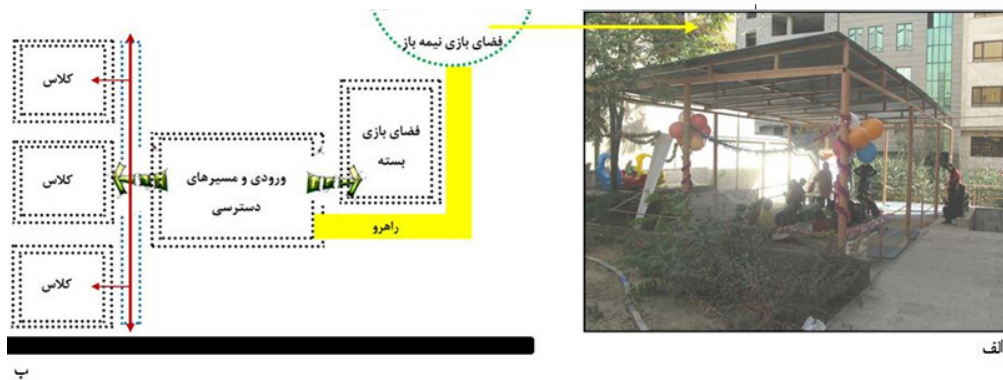 فضای بازی نیمه باز
کلاس
فضای بازی
بسته
ورودی و مسیرهای
دسترسی
کلاس
راهرو
کلاس
الف
ب